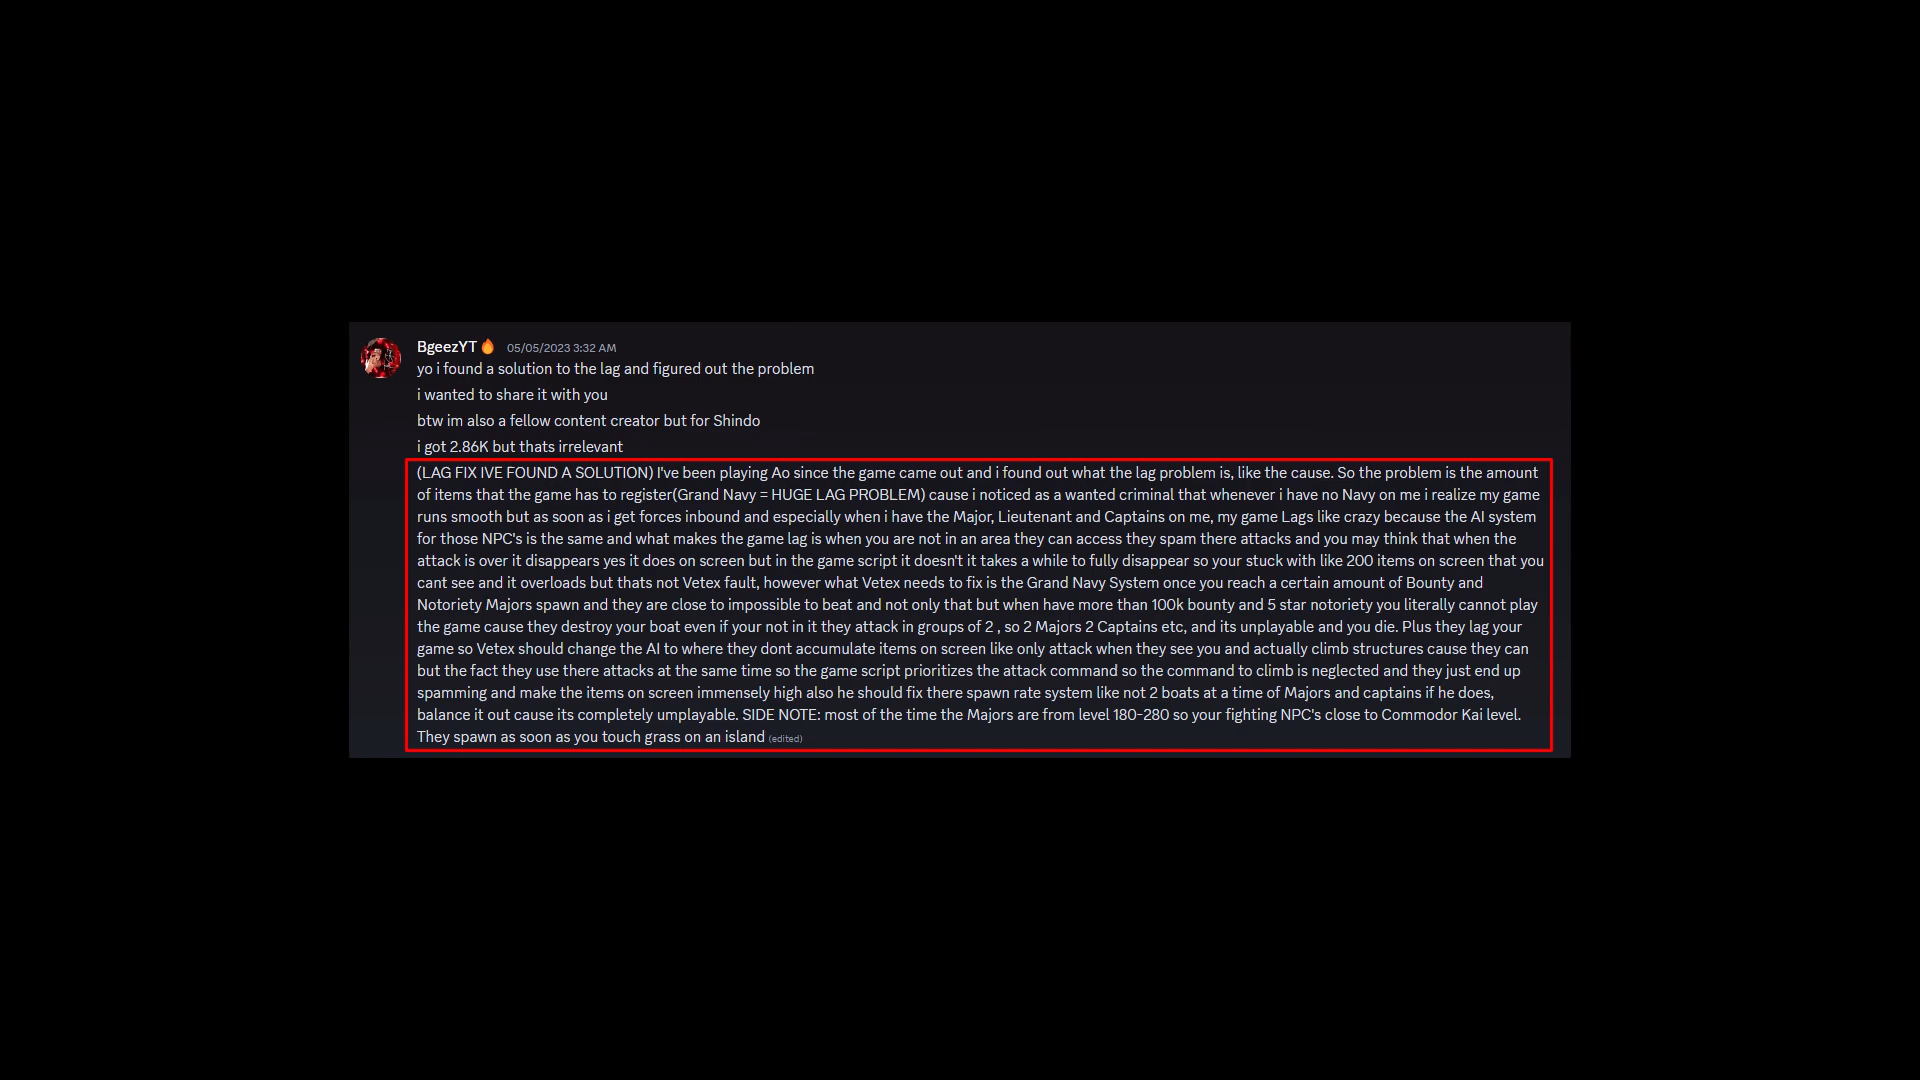 BgeezYT🔥 05/05/2023 3:32 AM
yo i found a solution to the lag and figured out the problem
i wanted to share it with you
btw im also a fellow content creator but for Shindo
i got 2.86K but thats irrelevant
(LAG FIX IVE FOUND A SOLUTION) I've been playing Ao since the game came out and i found out what the lag problem is, like the cause. So the problem is the amount
of items that the game has to register(Grand Navy = HUGE LAG PROBLEM) cause i noticed as a wanted criminal that whenever i have no Navy on me i realize my game
runs smooth but as soon as i get forces inbound and especially when i have the Major, Lieutenant and Captains on me, my game Lags like crazy because the AI system
for those NPC's is the same and what makes the game lag is when you are not in an area they can access they spam there attacks and you may think that when the
attack is over it disappears yes it does on screen but in the game script it doesn't it takes a while to fully disappear so your stuck with like 200 items on screen that you
cant see and it overloads but thats not Vetex fault, however what Vetex needs to fix is the Grand Navy System once you reach a certain amount of Bounty and
Notoriety Majors spawn and they are close to impossible to beat and not only that but when have more than 100k bounty and 5 star notoriety you literally cannot play
the game cause they destroy your boat even if your not in it they attack in groups of 2 , so 2 Majors 2 Captains etc, and its unplayable and you die. Plus they lag your
game so Vetex should change the AI to where they dont accumulate items on screen like only attack when they see you and actually climb structures cause they can
but the fact they use there attacks at the same time so the game script prioritizes the attack command so the command to climb is neglected and they just end up
spamming and make the items on screen immensely high also he should fix there spawn rate system like not 2 boats at a time of Majors and captains if he does,
balance it out cause its completely umplayable. SIDE NOTE: most of the time the Majors are from level 180-280 so your fighting NPC's close to Commodor Kai level.
They spawn as soon as you touch grass on an island (edited)